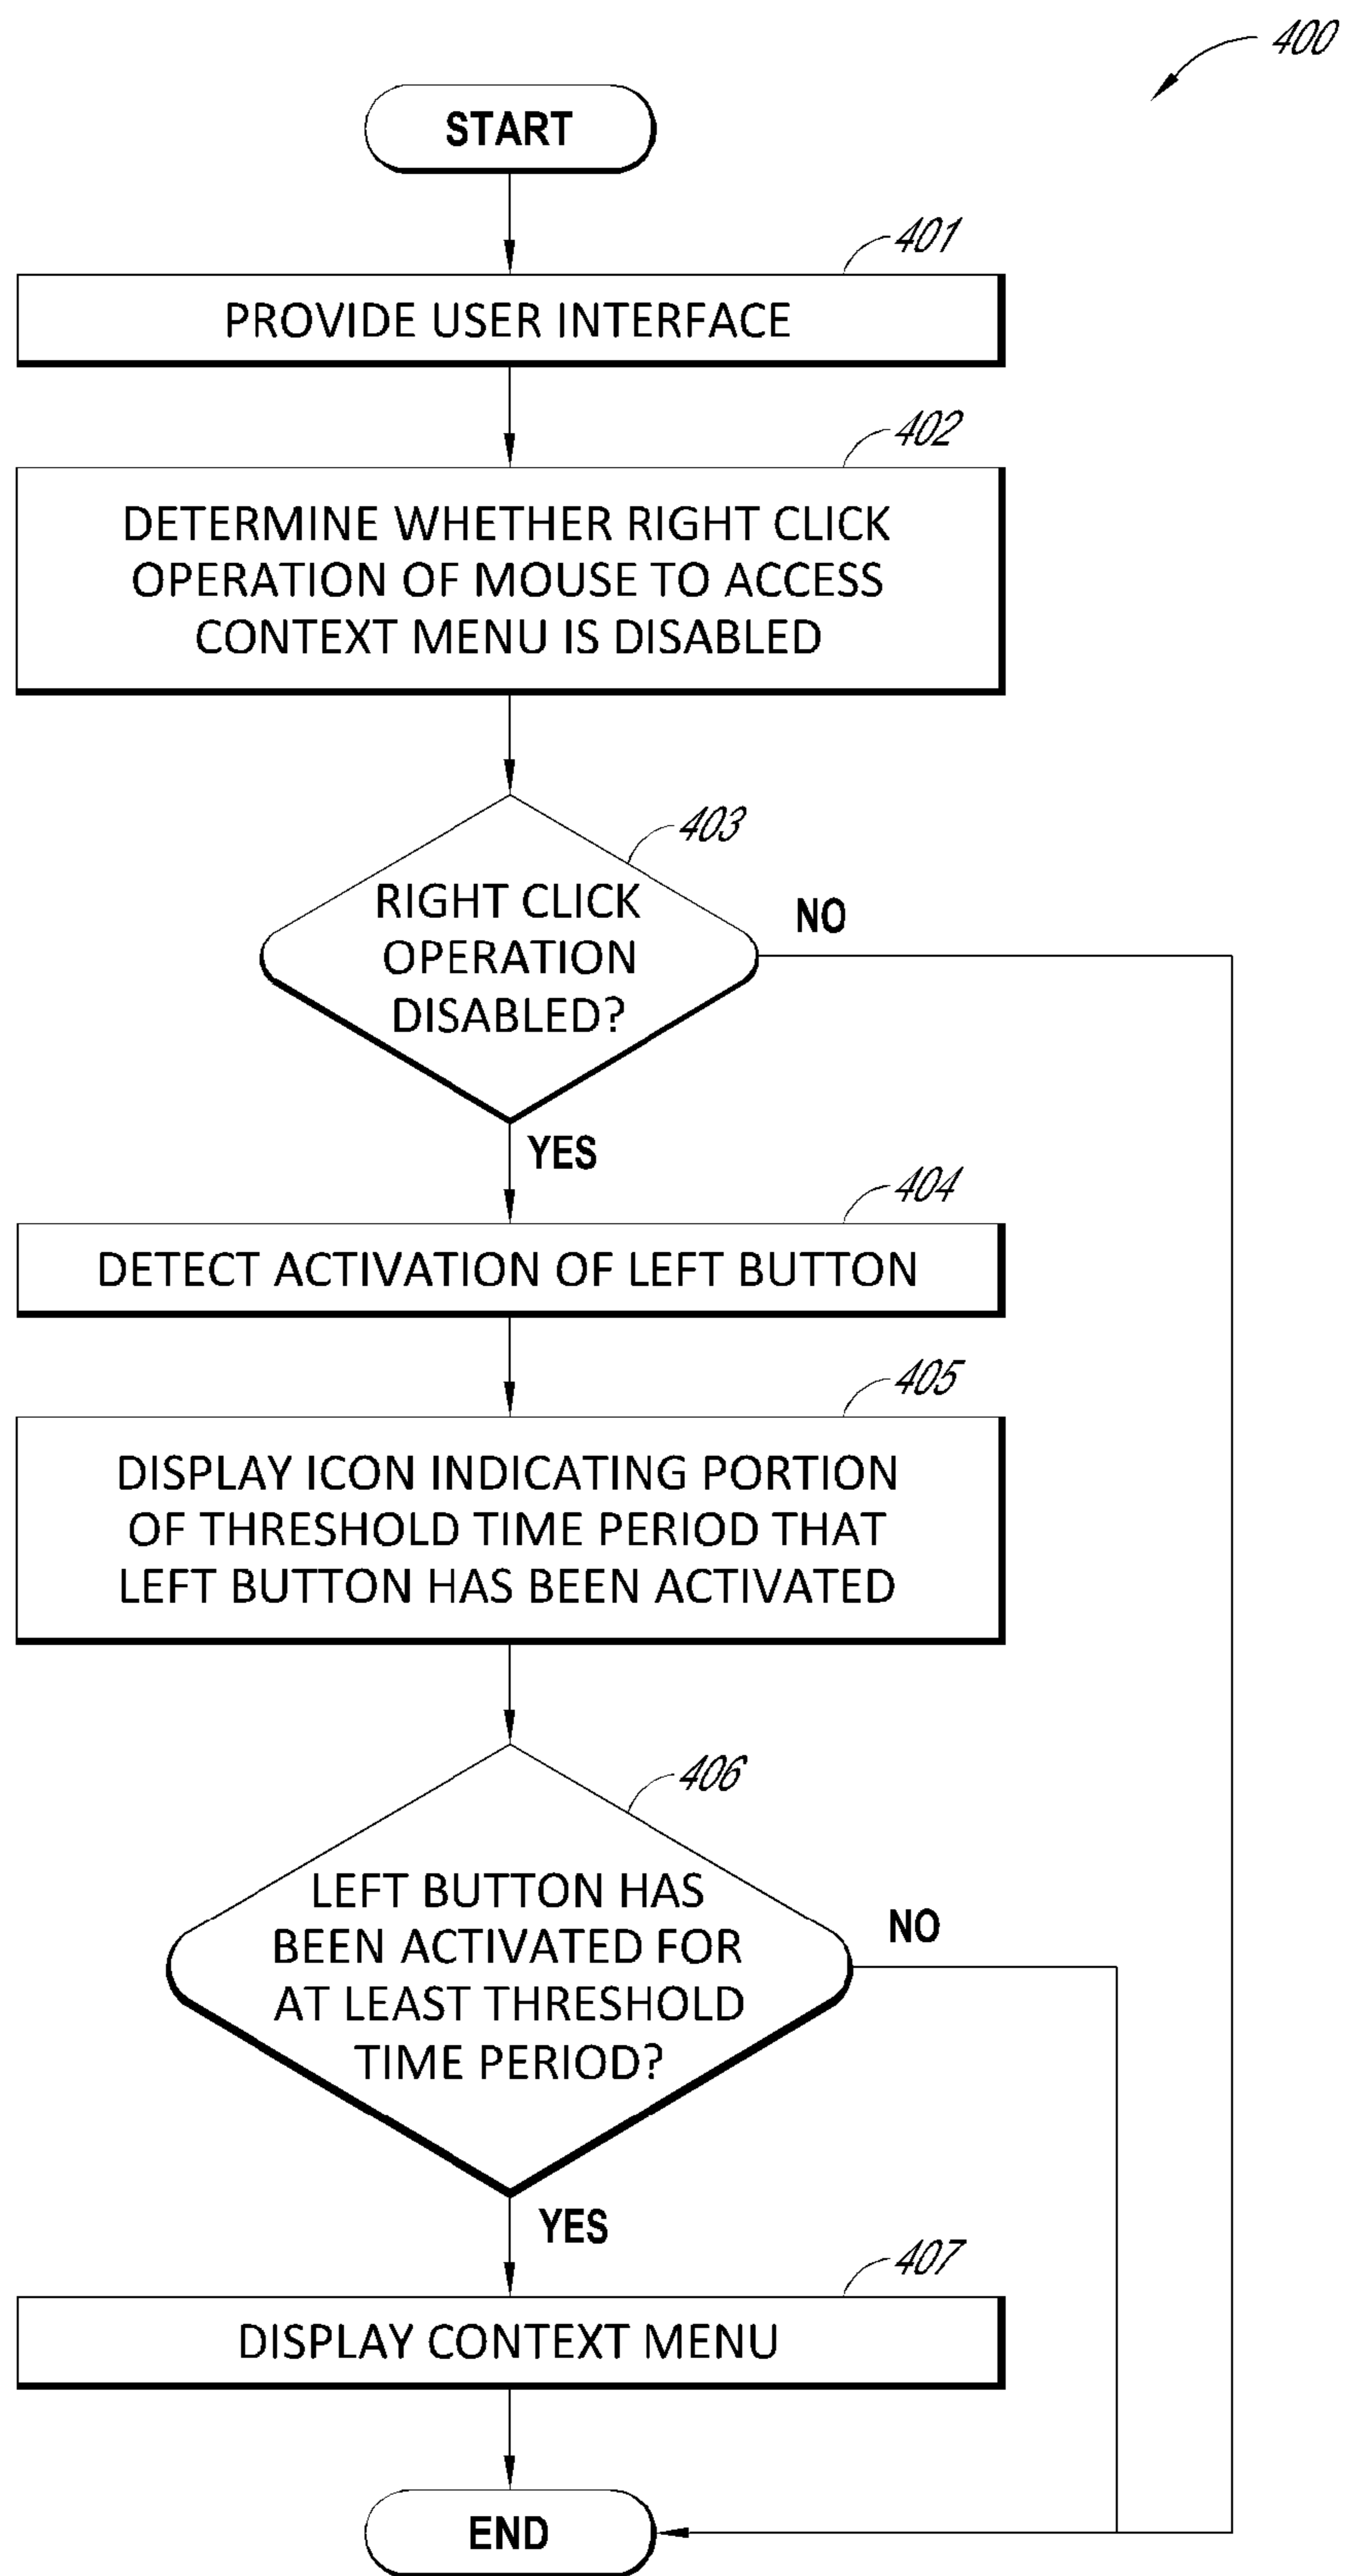 400
START
401
PROVIDE USER INTERFACE
402
DETERMINE WHETHER RIGHT CLICK
OPERATION OF MOUSE TO ACCESS
CONTEXT MENU IS DISABLED
403
RIGHT CLICK
OPERATION
DISABLED?
NO
YES
404
DETECT ACTIVATION OF LEFT BUTTON
405
DISPLAY ICON INDICATING PORTION
OF THRESHOLD TIME PERIOD THAT
LEFT BUTTON HAS BEEN ACTIVATED
406
LEFT BUTTON HAS
BEEN ACTIVATED FOR
AT LEAST THRESHOLD
TIME PERIOD?
NO
YES
407
DISPLAY CONTEXT MENU
END